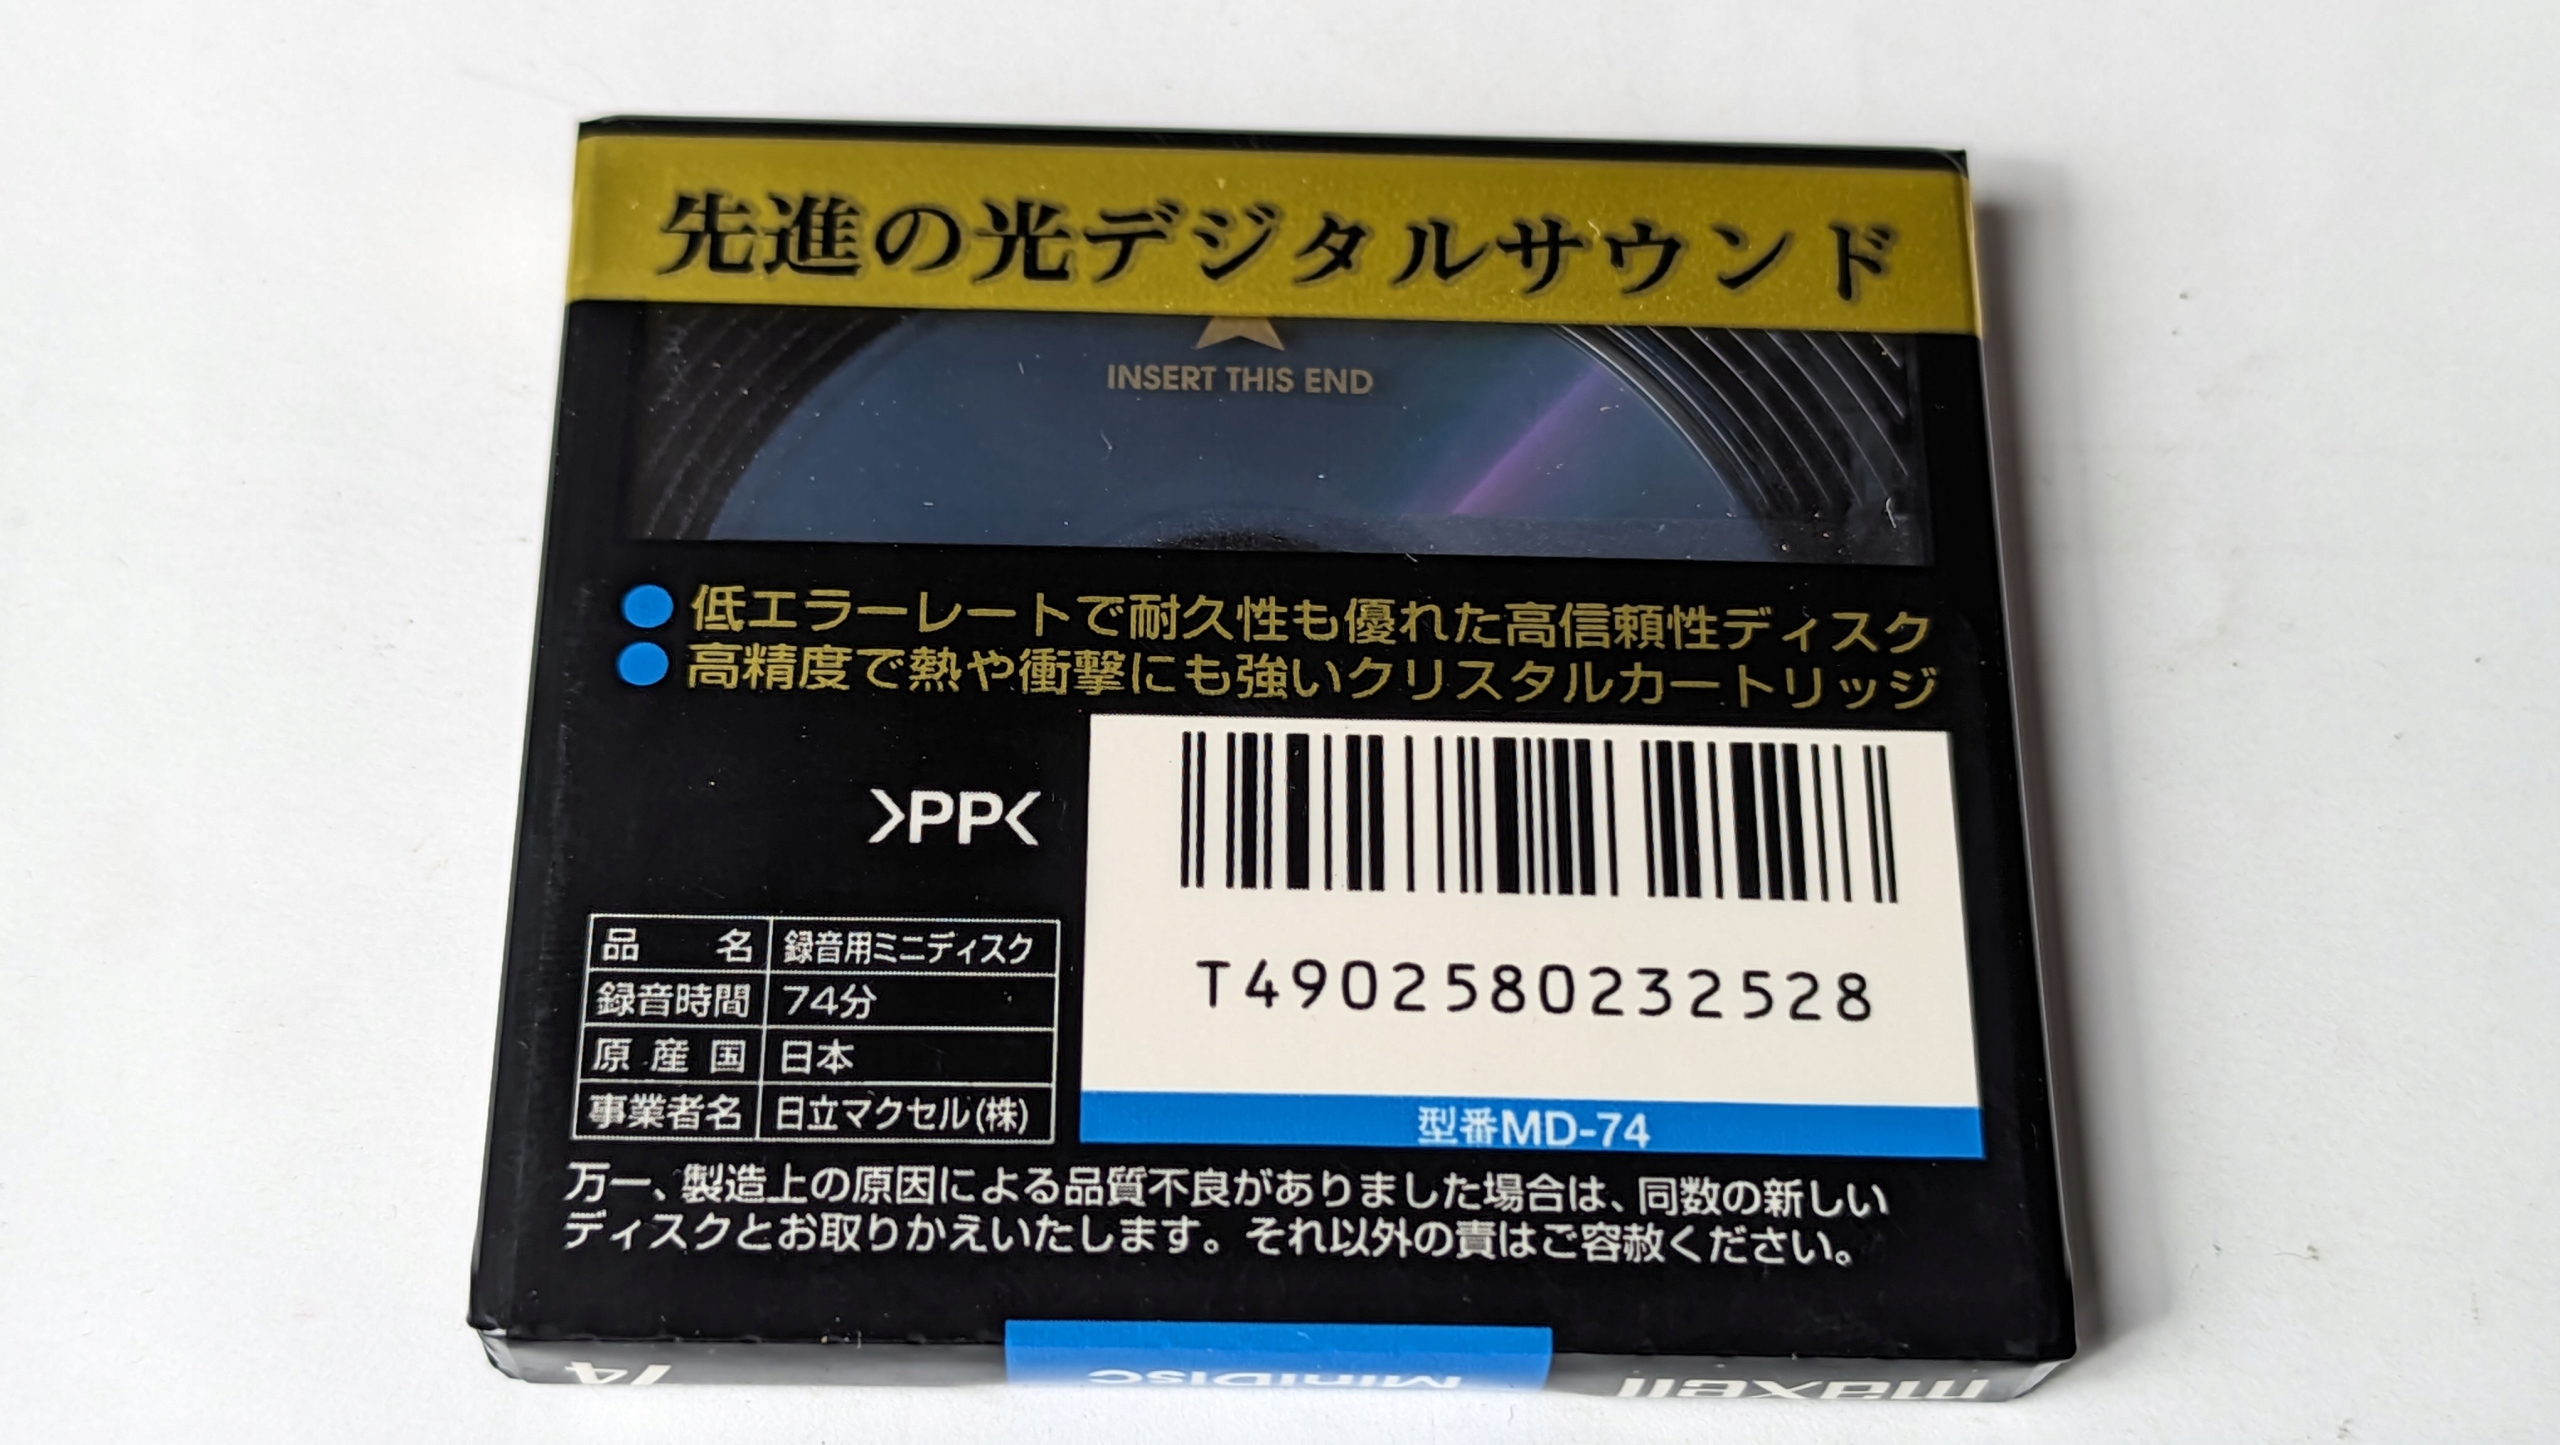 先進の光デジタルサウンド
INSERT THIS END
● 低エラーレートで耐久性も優れた高信頼性ディスク
● 高精度で熱や衝撃にも強いクリスタルカートリッジ
>PP<
T4902580232528
型番MD-74
品名 録音用ミニディスク
録音時間 74分
原産国 日本
事業者名 日立マクセル(株)
万一、製造上の原因による品質不良がありました場合は、同数の新しい
ディスクとお取りかえいたします。それ以外の責はご容赦ください。
74 MiniDisc maxell